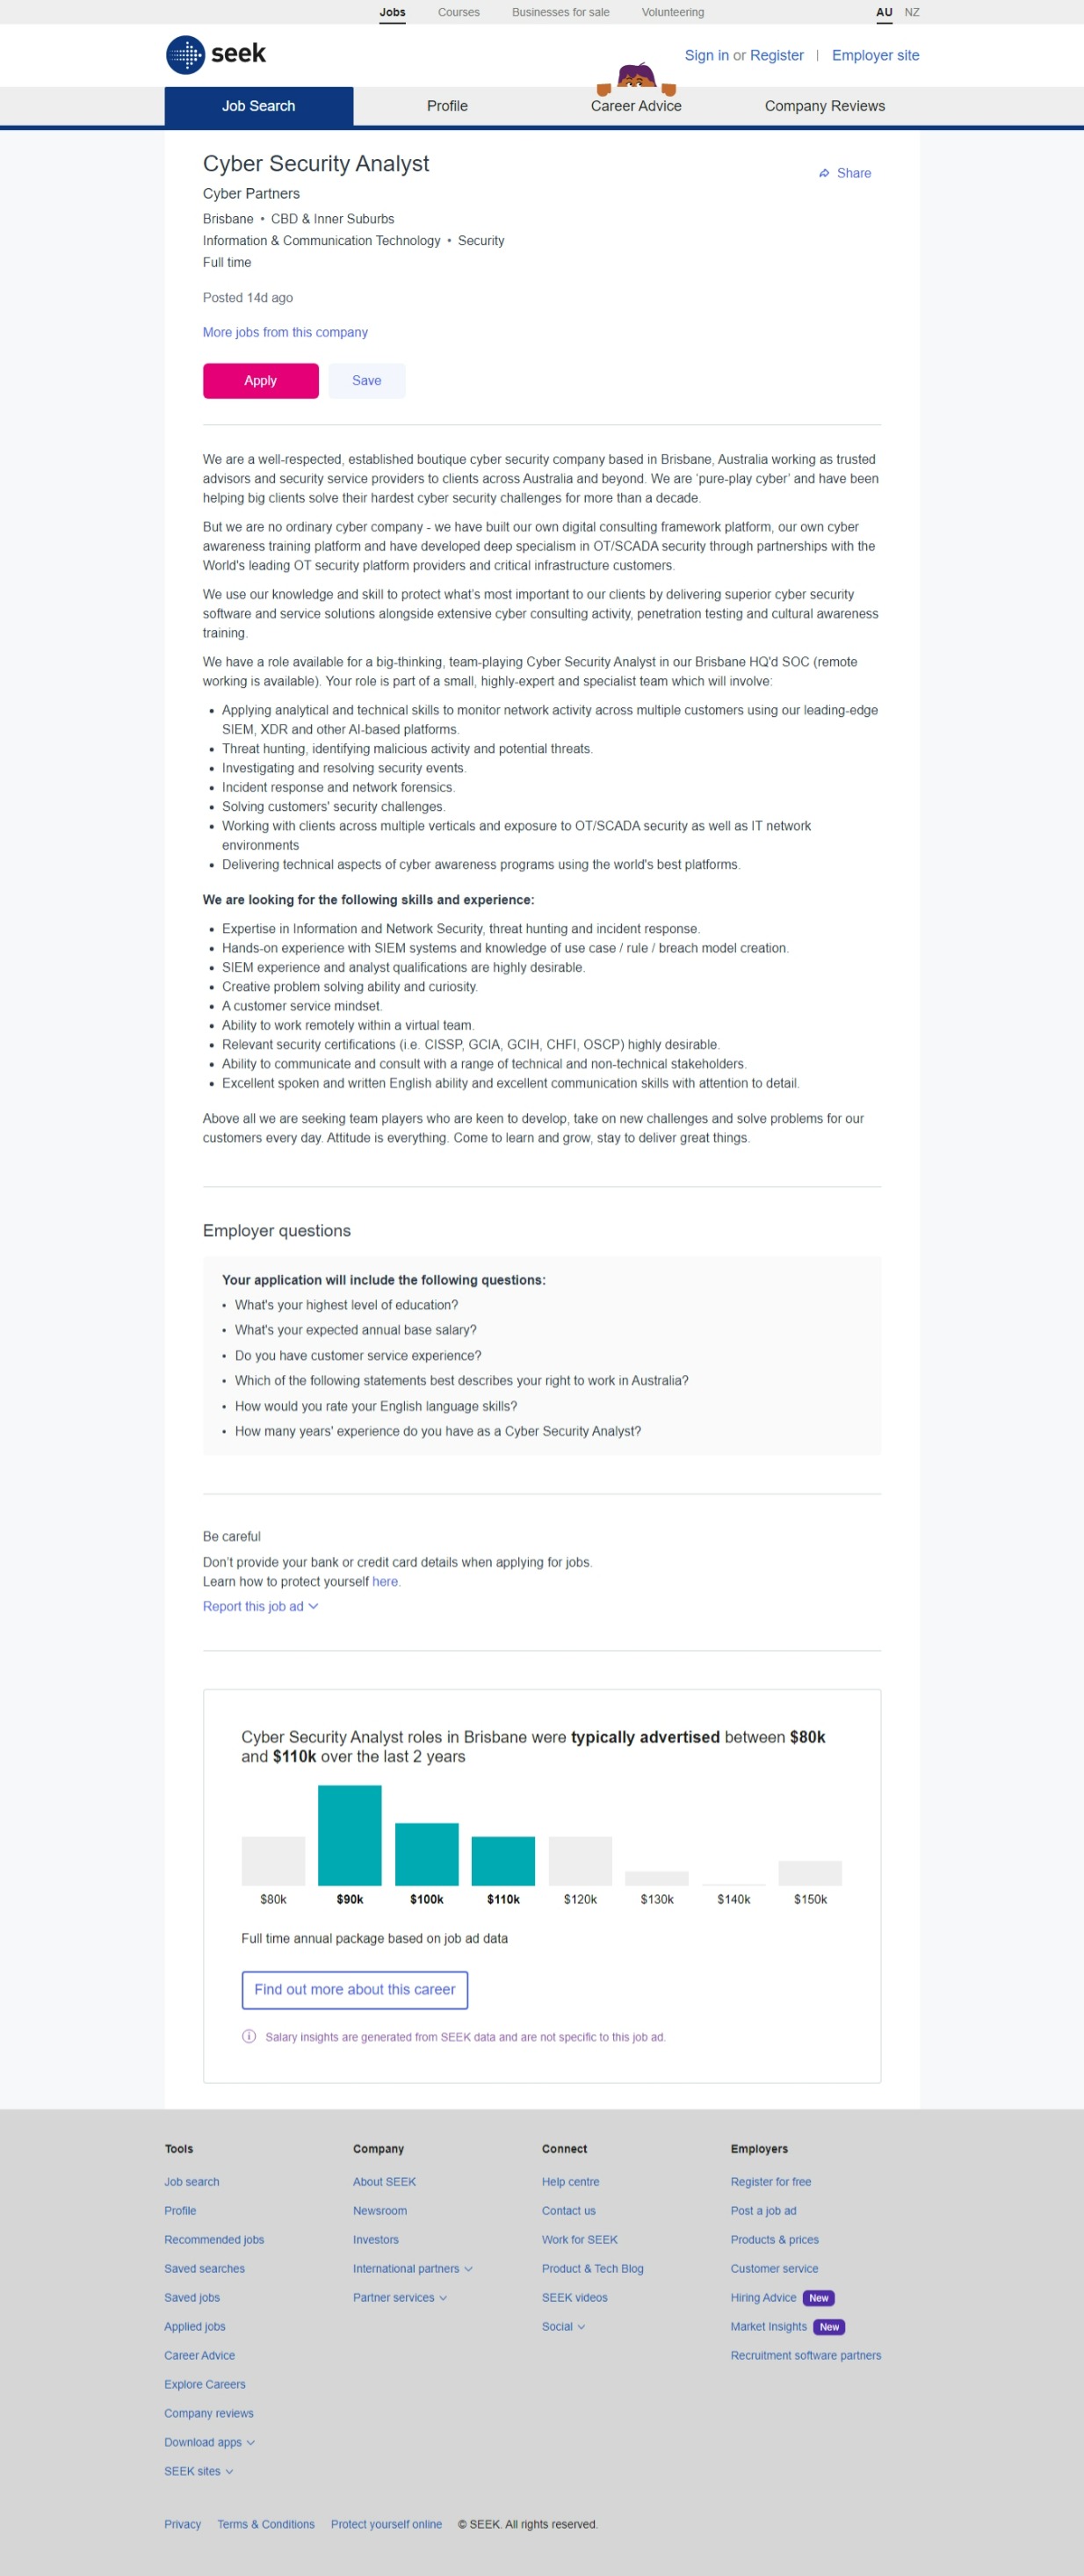 Jobs Courses Businesses for sale Volunteering AU NZ
seek
Sign in or Register | Employer site
Job Search Profile Career Advice Company Reviews
Cyber Security Analyst
Share
Cyber Partners
Brisbane • CBD & Inner Suburbs
Information & Communication Technology • Security
Full time
Posted 14d ago
More jobs from this company
Apply Save
We are a well-respected, established boutique cyber security company based in Brisbane, Australia working as trusted
advisors and security service providers to clients across Australia and beyond. We are 'pure-play cyber' and have been
helping big clients solve their hardest cyber security challenges for more than a decade.
But we are no ordinary cyber company - we have built our own digital consulting framework platform, our own cyber
awareness training platform and have developed deep specialism in OT/SCADA security through partnerships with the
World's leading OT security platform providers and critical infrastructure customers.
We use our knowledge and skill to protect what's most important to our clients by delivering superior cyber security
software and service solutions alongside extensive cyber consulting activity, penetration testing and cultural awareness
training.
We have a role available for a big-thinking, team-playing Cyber Security Analyst in our Brisbane HQ'd SOC (remote
working is available). Your role is part of a small, highly-expert and specialist team which will involve:
• Applying analytical and technical skills to monitor network activity across multiple customers using our leading-edge
SIEM, XDR and other AI-based platforms.
• Threat hunting, identifying malicious activity and potential threats.
• Investigating and resolving security events.
• Incident response and network forensics.
• Solving customers' security challenges.
• Working with clients across multiple verticals and exposure to OT/SCADA security as well as IT network
environments
• Delivering technical aspects of cyber awareness programs using the world's best platforms.
We are looking for the following skills and experience:
• Expertise in Information and Network Security, threat hunting and incident response.
• Hands-on experience with SIEM systems and knowledge of use case / rule / breach model creation.
• SIEM experience and analyst qualifications are highly desirable.
• Creative problem solving ability and curiosity.
• A customer service mindset.
• Ability to work remotely within a virtual team.
• Relevant security certifications (i.e. CISSP, GCIA, GCIH, CHFI, OSCP) highly desirable.
• Ability to communicate and consult with a range of technical and non-technical stakeholders.
• Excellent spoken and written English ability and excellent communication skills with attention to detail.
Above all we are seeking team players who are keen to develop, take on new challenges and solve problems for our
customers every day. Attitude is everything. Come to learn and grow, stay to deliver great things.
Employer questions
Your application will include the following questions:
• What's your highest level of education?
• What's your expected annual base salary?
• Do you have customer service experience?
• Which of the following statements best describes your right to work in Australia?
• How would you rate your English language skills?
• How many years' experience do you have as a Cyber Security Analyst?
Be careful
Don't provide your bank or credit card details when applying for jobs.
Learn how to protect yourself here.
Report this job ad
Cyber Security Analyst roles in Brisbane were typically advertised between $80k
and $110k over the last 2 years
$80k $90k $100k $110k $120k $130k $140k $150k
Full time annual package based on job ad data
Find out more about this career
Salary insights are generated from SEEK data and are not specific to this job ad.
Tools Company Connect Employers
Job search About SEEK Help centre Register for free
Profile Newsroom Contact us Post a job ad
Recommended jobs Investors Work for SEEK Products & prices
Saved searches International partners Product & Tech Blog Customer service
Saved jobs Partner services SEEK videos Hiring Advice New
Applied jobs Social Market Insights New
Career Advice Recruitment software partners
Explore Careers
Company reviews
Download apps
SEEK sites
Privacy Terms & Conditions Protect yourself online © SEEK. All rights reserved.